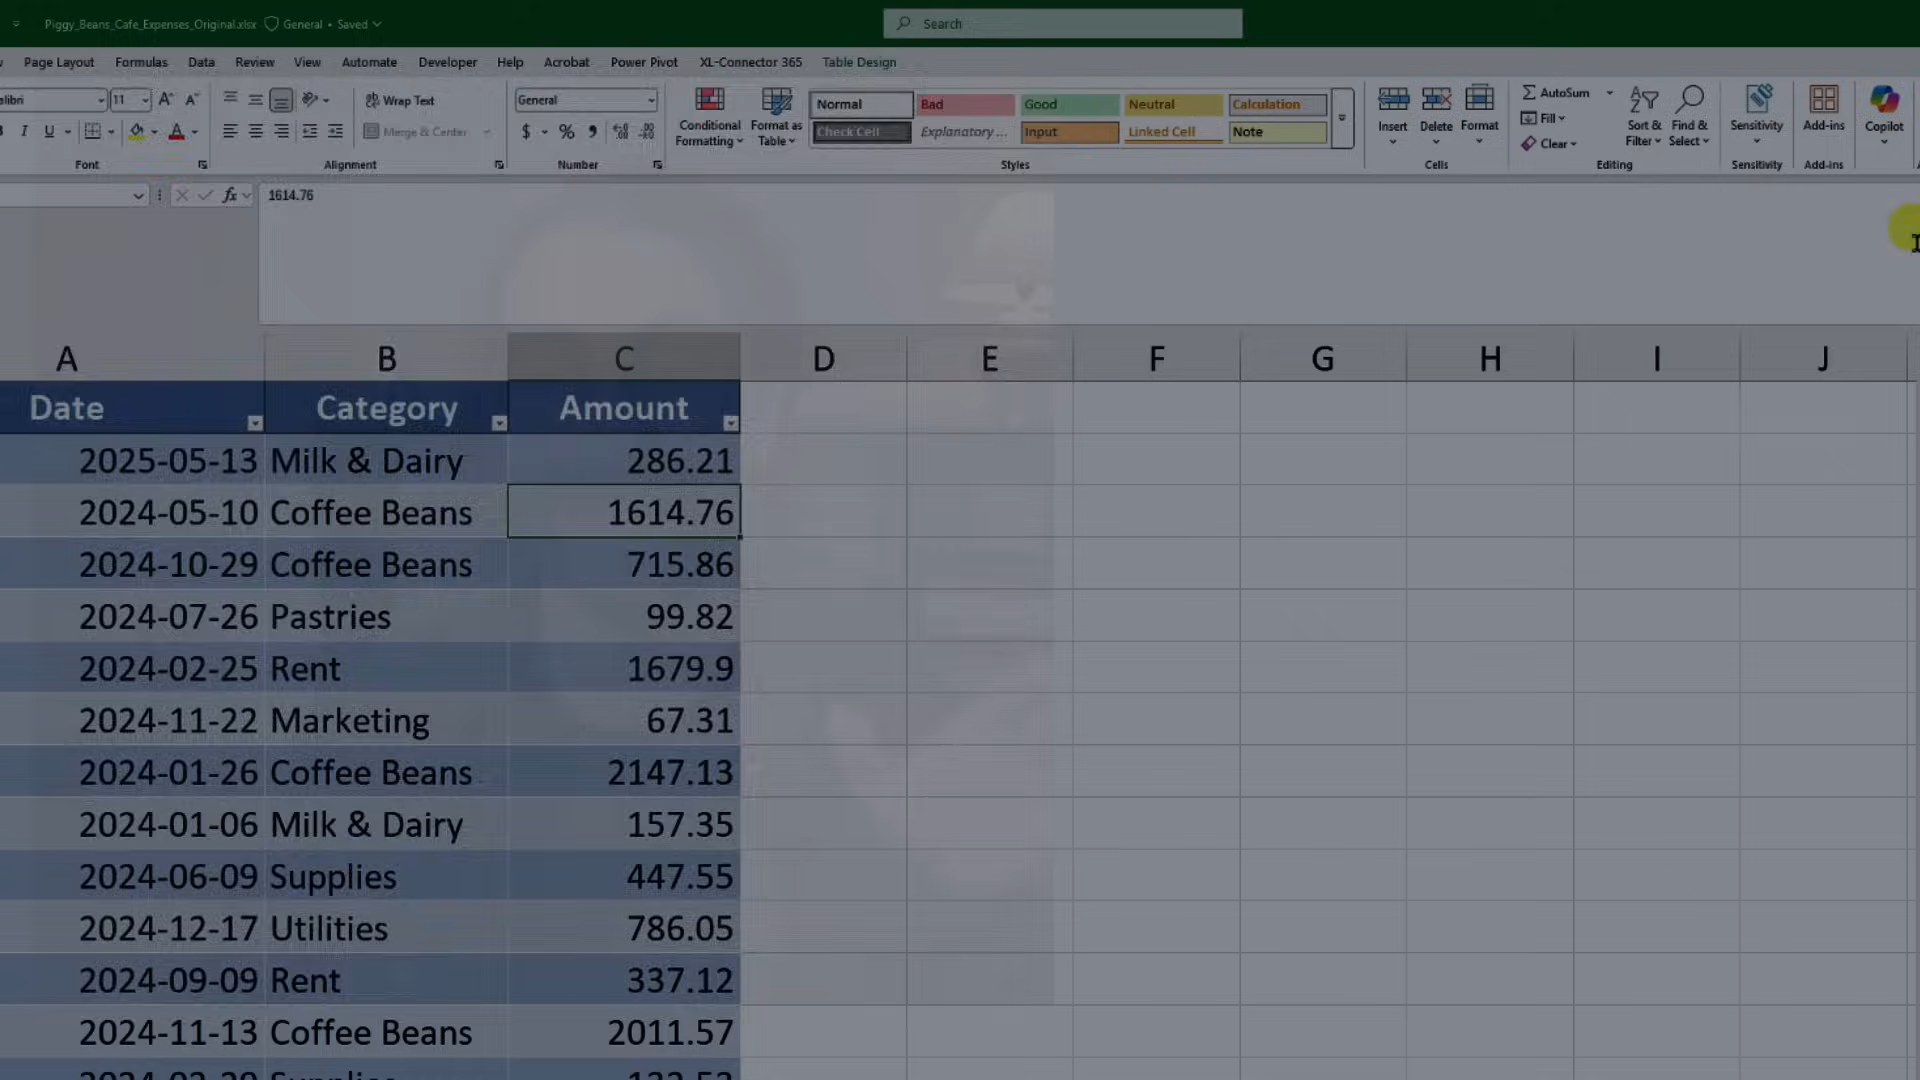 Piggy_Beans_Cafe_Expenses_Original.xlsx General • Saved
Search
Page Layout Formulas Data Review View Automate Developer Help Acrobat Power Pivot XL-Connector 365 Table Design
11 A A Wrap Text General Normal Bad Good Neutral Calculation AutoSum
I U A Merge & Center $ % Conditional Formatting Format as Table Check Cell Explanatory ... Input Linked Cell Note Insert Delete Format Fill Clear Sort & Filter Find & Select Sensitivity Add-ins Copilot
Font Alignment Number Styles Cells Editing Sensitivity Add-ins
fx 1614.76
A B C D E F G H I J
Date Category Amount
2025-05-13 Milk & Dairy 286.21
2024-05-10 Coffee Beans 1614.76
2024-10-29 Coffee Beans 715.86
2024-07-26 Pastries 99.82
2024-02-25 Rent 1679.9
2024-11-22 Marketing 67.31
2024-01-26 Coffee Beans 2147.13
2024-01-06 Milk & Dairy 157.35
2024-06-09 Supplies 447.55
2024-12-17 Utilities 786.05
2024-09-09 Rent 337.12
2024-11-13 Coffee Beans 2011.57